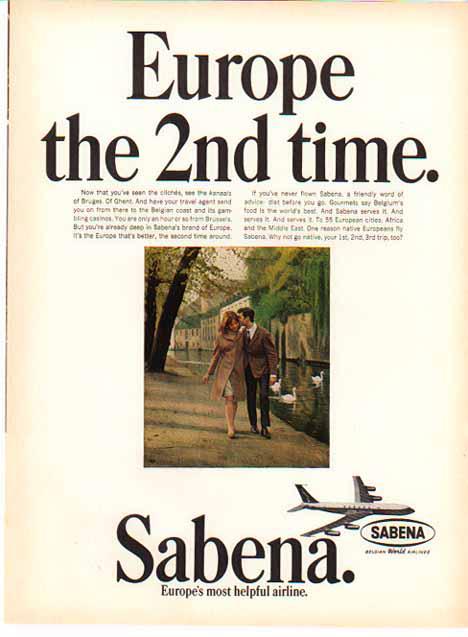 Europe
the 2nd time.
Now that you've seen the clichés, see the kanaals
of Bruges. Of Ghent. And have your travel agent send
you on from there to the Belgian coast and its gam-
bling casinos. You are only an hour or so from Brussels.
But you're already deep in Sabena's brand of Europe.
It's the Europe that's better, the second time around.
If you've never flown Sabena, a friendly word of
advice: diet before you go. Gourmets say Belgium's
food is the world's best. And Sabena serves it. And
serves it. And serves it. To 55 European cities, Africa
and the Middle East. One reason native Europeans fly
Sabena. Why not go native, your 1st, 2nd, 3rd trip, too?
SABENA
BELGIAN World AIRLINES
Sabena.
Europe's most helpful airline.